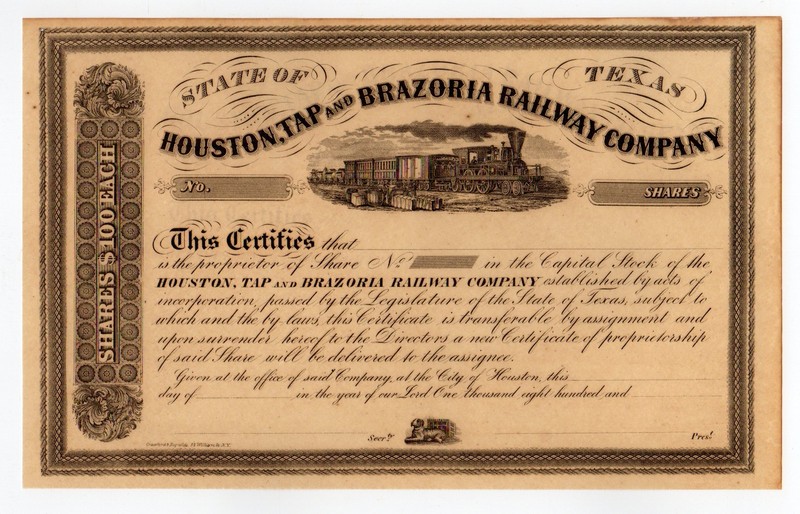 STATE OF TEXAS
HOUSTON, TAP AND BRAZORIA RAILWAY COMPANY
No.
SHARES
SHARES $100 EACH
This Certifies that
is the proprietor of Share No. in the Capital Stock of the
HOUSTON, TAP AND BRAZORIA RAILWAY COMPANY established by acts of
incorporation, passed by the Legislature of the State of Texas, subject to
which and the by-laws, this Certificate is transferable by assignment and
upon surrender hereof to the Directors a new Certificate of proprietorship
of said Share will be delivered to the assignee.
Given at the office of said Company, at the City of Houston, this
day of in the year of our Lord One Thousand eight hundred and
Secry. Prest.